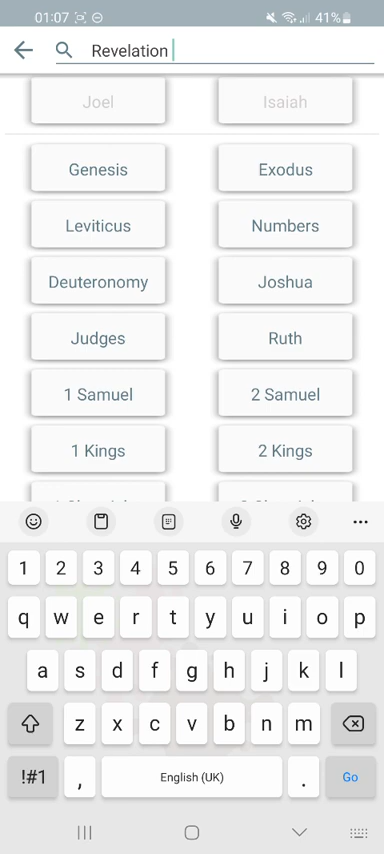 01:07 41%
Revelation
Joel Isaiah
Genesis Exodus
Leviticus Numbers
Deuteronomy Joshua
Judges Ruth
1 Samuel 2 Samuel
1 Kings 2 Kings
1 2 3 4 5 6 7 8 9 0
q w e r t y u i o p
a s d f g h j k l
z x c v b n m
!#1 , English (UK) . Go